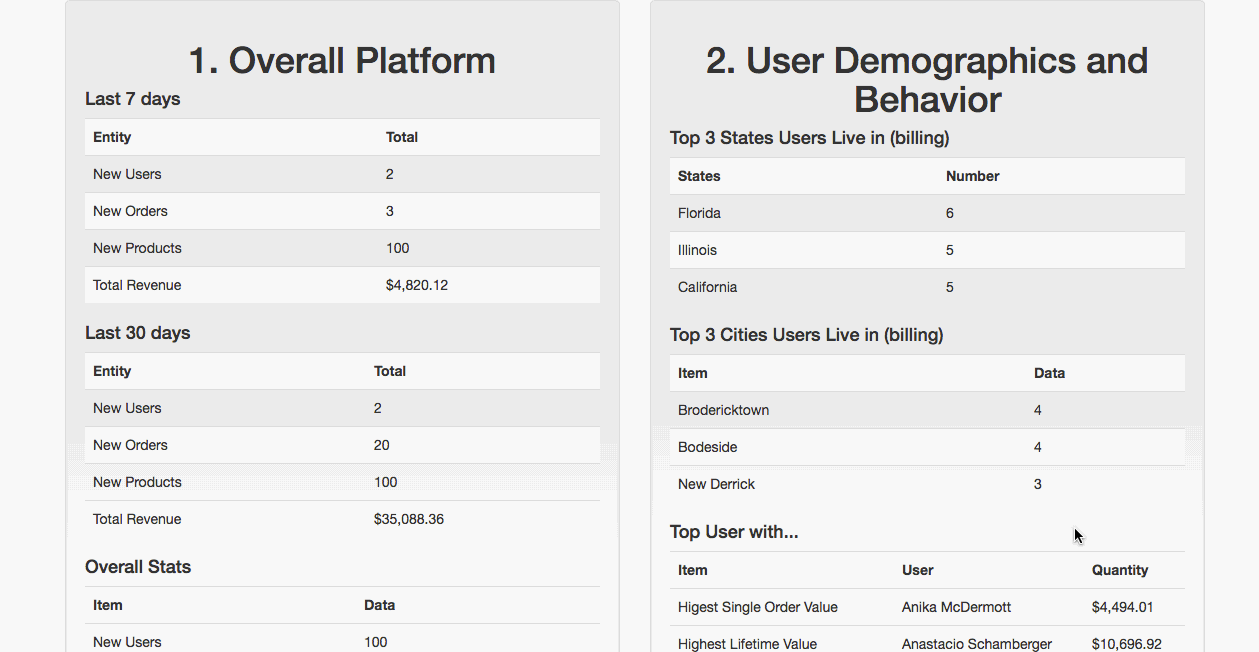 1. Overall Platform
Last 7 days
Entity Total
New Users 2
New Orders 3
New Products 100
Total Revenue $4,820.12
Last 30 days
Entity Total
New Users 2
New Orders 20
New Products 100
Total Revenue $35,088.36
Overall Stats
Item Data
New Users 100
2. User Demographics and
Behavior
Top 3 States Users Live in (billing)
States Number
Florida 6
Illinois 5
California 5
Top 3 Cities Users Live in (billing)
Item Data
Brodericktown 4
Bodeside 4
New Derrick 3
Top User with...
Item User Quantity
Higest Single Order Value Anika McDermott $4,494.01
Highest Lifetime Value Anastacio Schamberger $10,696.92